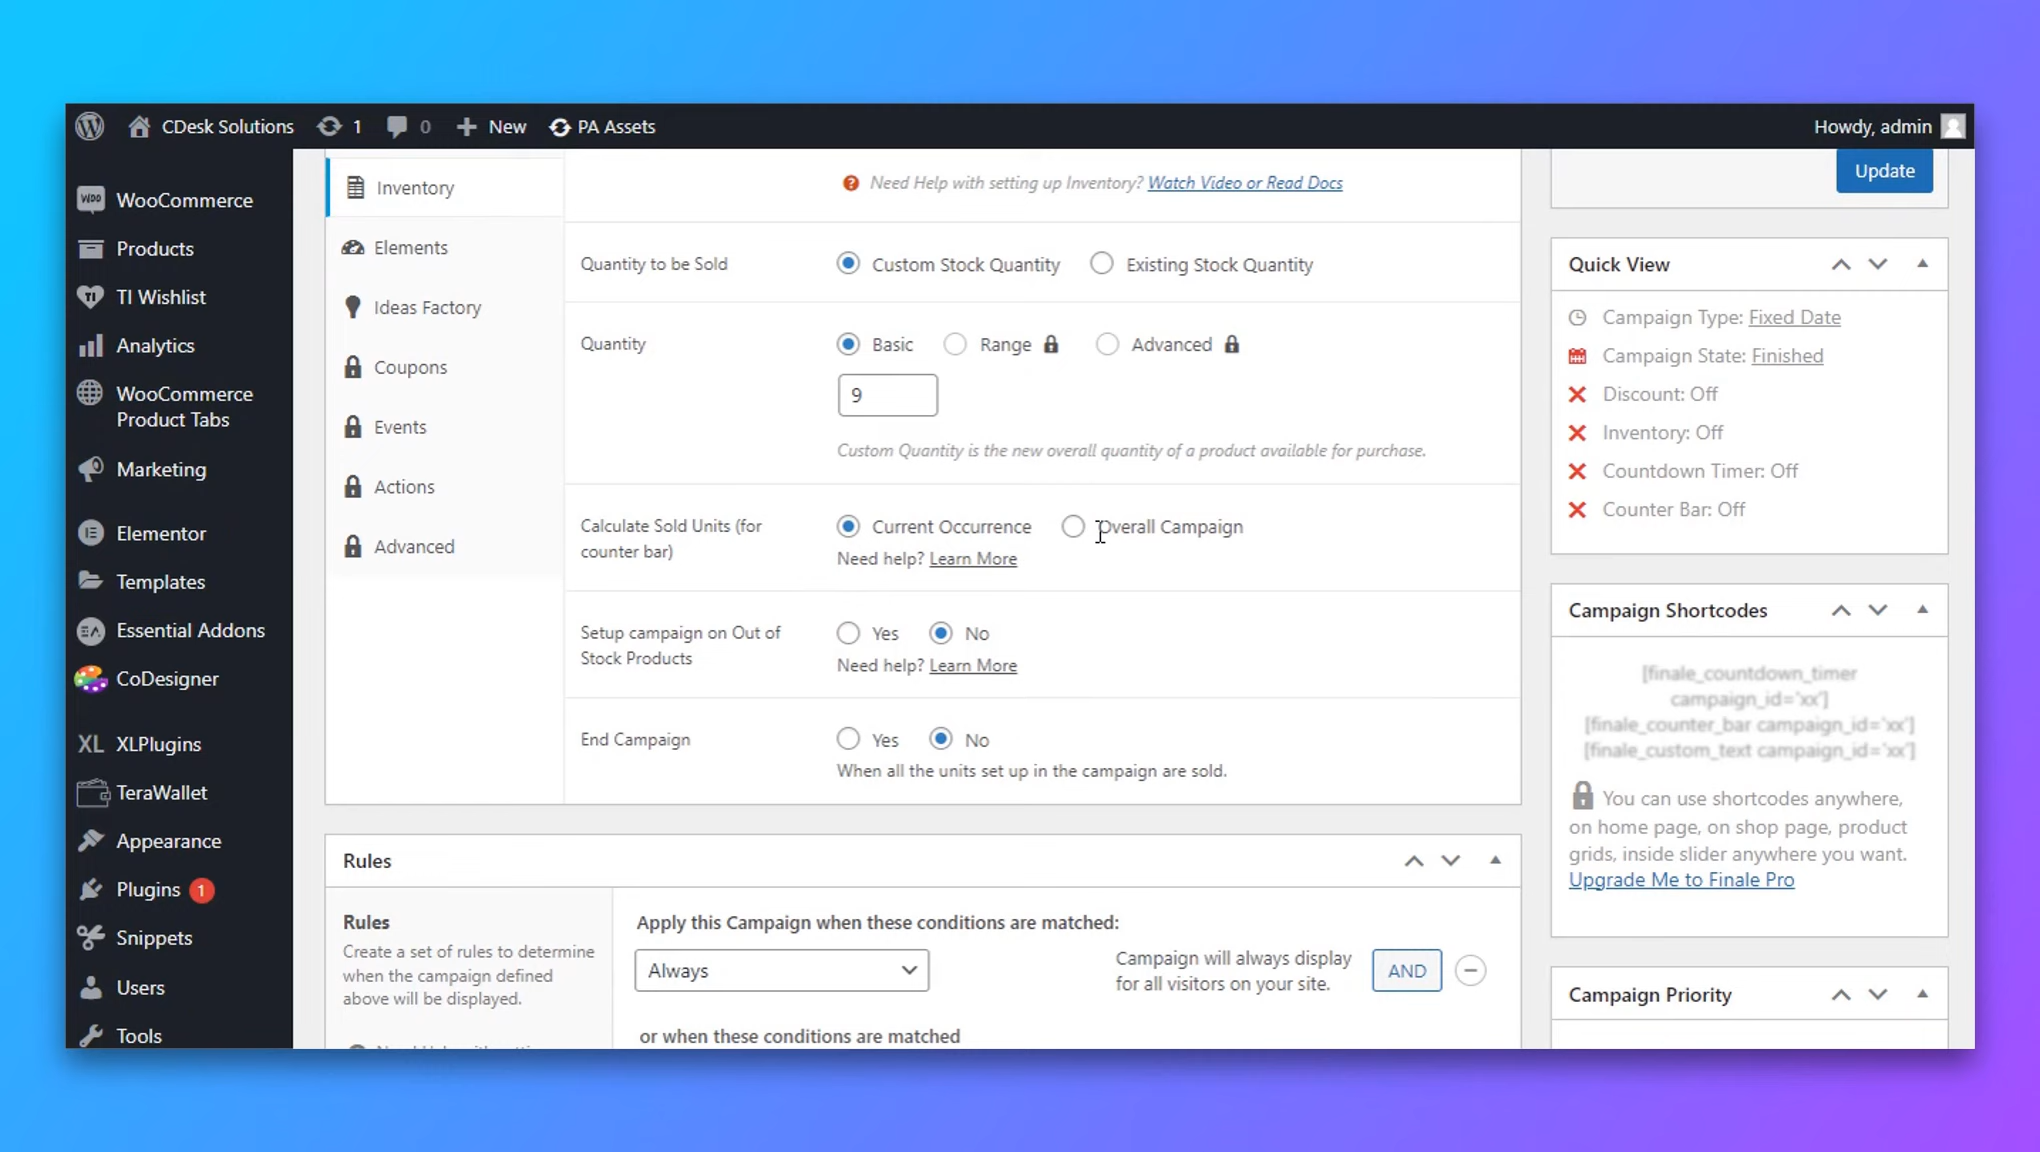 CDesk Solutions 1 0 New PA Assets Howdy, admin
WooCommerce
Products
TI Wishlist
Analytics
WooCommerce
Product Tabs
Marketing
Elementor
Templates
Essential Addons
CoDesigner
XL XLPlugins
TeraWallet
Appearance
Plugins 1
Snippets
Users
Tools
Inventory
Elements
Ideas Factory
Coupons
Events
Actions
Advanced
Need Help with setting up Inventory? Watch Video or Read Docs
Quantity to be Sold Custom Stock Quantity Existing Stock Quantity
Quantity Basic Range Advanced
9
Custom Quantity is the new overall quantity of a product available for purchase.
Calculate Sold Units (for
counter bar)
Current Occurrence Overall Campaign
Need help? Learn More
Setup campaign on Out of
Stock Products
Yes No
Need help? Learn More
End Campaign Yes No
When all the units set up in the campaign are sold.
Rules
Rules
Create a set of rules to determine
when the campaign defined
above will be displayed.
Apply this Campaign when these conditions are matched:
Always
Campaign will always display
for all visitors on your site.
AND
or when these conditions are matched
Update
Quick View
Campaign Type: Fixed Date
Campaign State: Finished
Discount: Off
Inventory: Off
Countdown Timer: Off
Counter Bar: Off
Campaign Shortcodes
[finale_countdown_timer
campaign_id='xx']
[finale_counter_bar campaign_id='xx']
[finale_custom_text campaign_id='xx']
You can use shortcodes anywhere,
on home page, on shop page, product
grids, inside slider anywhere you want.
Upgrade Me to Finale Pro
Campaign Priority